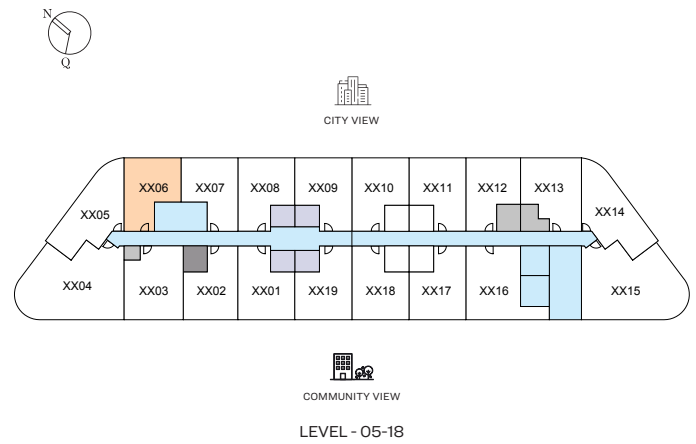 N
Q
CITY VIEW
XX06 XX07 XX08 XX09 XX10 XX11 XX12 XX13
XX05 XX14
XX04 XX03 XX02 XX01 XX19 XX18 XX17 XX16 XX15
COMMUNITY VIEW
LEVEL - 05-18